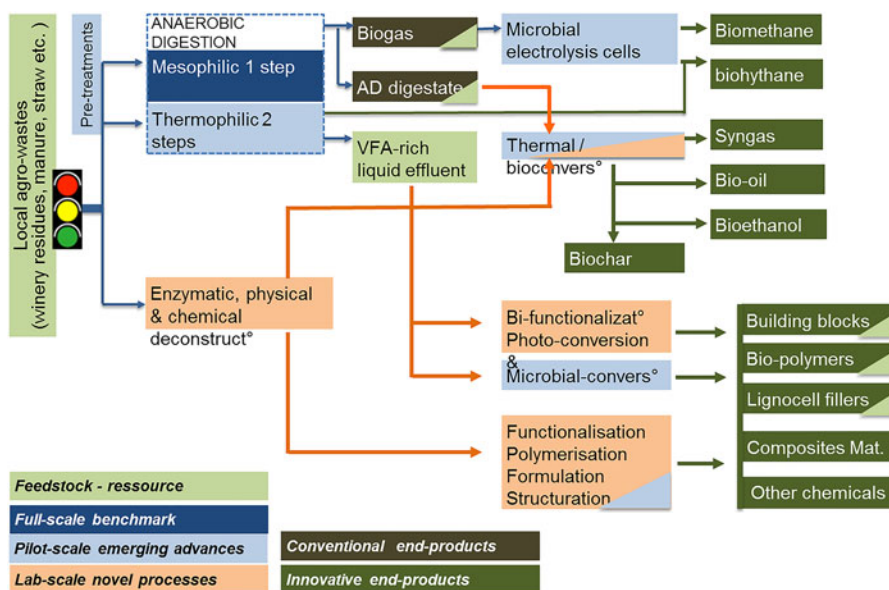 Local agro-wastes
(winery residues, manure, straw etc. )
Pre-treatments
ANAEROBIC
DIGESTION
Mesophilic 1 step
Thermophilic 2
steps
Biogas
AD digestate
VFA-rich
liquid effluent
Microbial
electrolysis cells
Thermal /
bioconvers°
Biomethane
biohythane
Syngas
Bio-oil
Bioethanol
Biochar
Enzymatic, physical
& chemical
deconstruct°
Bi-functionalizat°
Photo-conversion
&
Microbial-convers°
Functionalisation
Polymerisation
Formulation
Structuration
Building blocks
Bio-polymers
Lignocell fillers
Composites Mat.
Other chemicals
Feedstock - ressource
Full-scale benchmark
Pilot-scale emerging advances
Lab-scale novel processes
Conventional end-products
Innovative end-products